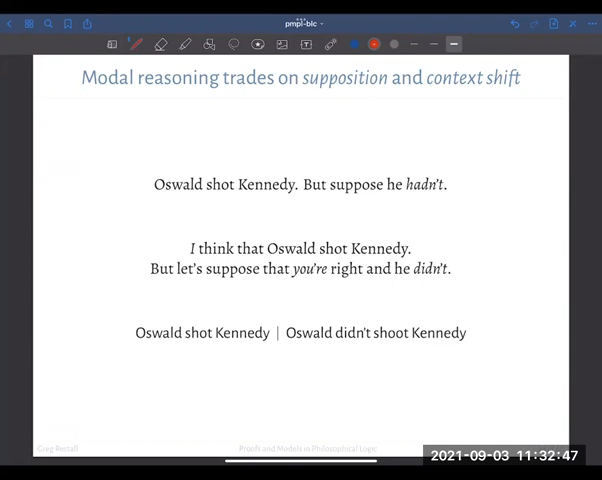 pmpl-blc
Modal reasoning trades on supposition and context shift
Oswald shot Kennedy. But suppose he hadn't.
I think that Oswald shot Kennedy.
But let's suppose that you're right and he didn't.
Oswald shot Kennedy | Oswald didn't shoot Kennedy
Greg Restall Proofs and Models in Philosophical Logic
2021-09-03 11:32:47